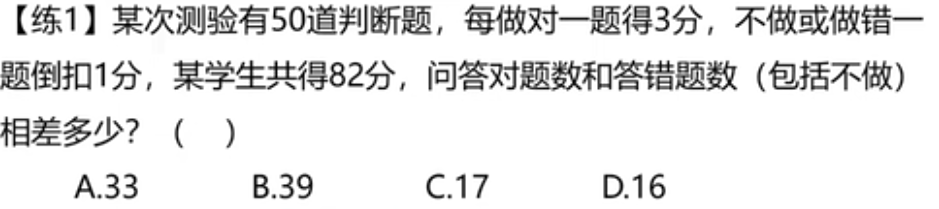 【练1】某次测验有50道判断题，每做对一题得3分，不做或做错一
题倒扣1分，某学生共得82分，问答对题数和答错题数（包括不做）
相差多少？（ ）
A.33 B.39 C.17 D.16